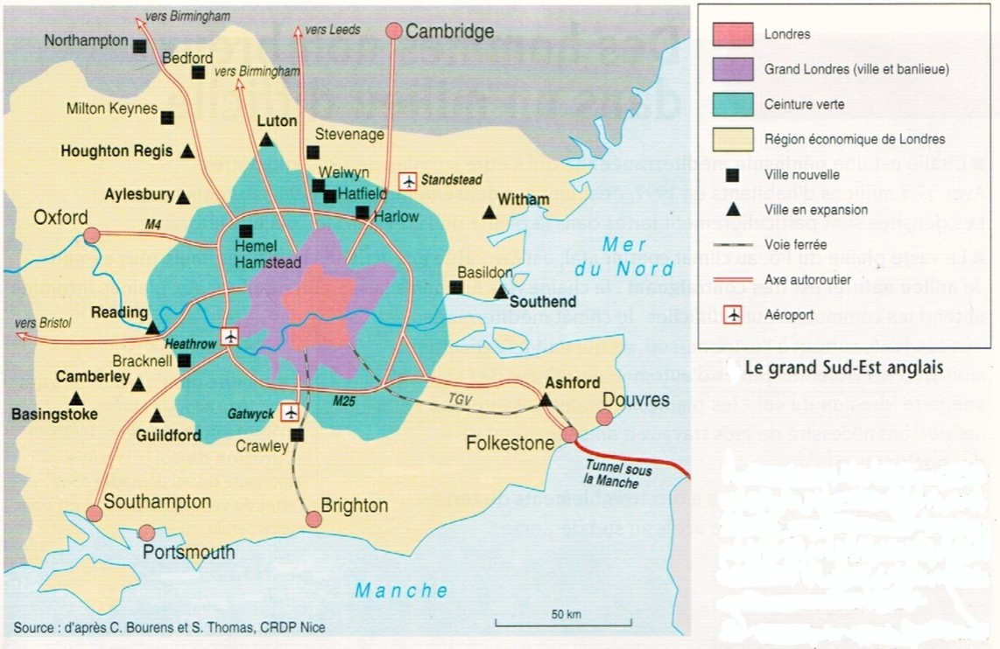 vers Birmingham
vers Leeds
Cambridge
Northampton
Bedford
vers Birmingham
Milton Keynes
Luton
Stevenage
Houghton Regis
Welwyn
Standstead
Aylesbury
Hatfield
Witham
Oxford
M4
Harlow
Hemel
Hamstead
Mer
du Nord
Basildon
Southend
Reading
vers Bristol
Heathrow
Bracknell
Camberley
Basingstoke
M25
TGV
Ashford
Douvres
Gatwyck
Guildford
Crawley
Folkestone
Tunnel sous
la Manche
Southampton
Brighton
Portsmouth
Manche
50 km
Source : d'après C. Bourens et S. Thomas, CRDP Nice
Londres
Grand Londres (ville et banlieue)
Ceinture verte
Région économique de Londres
Ville nouvelle
Ville en expansion
Voie ferrée
Axe autoroutier
Aéroport
Le grand Sud-Est anglais